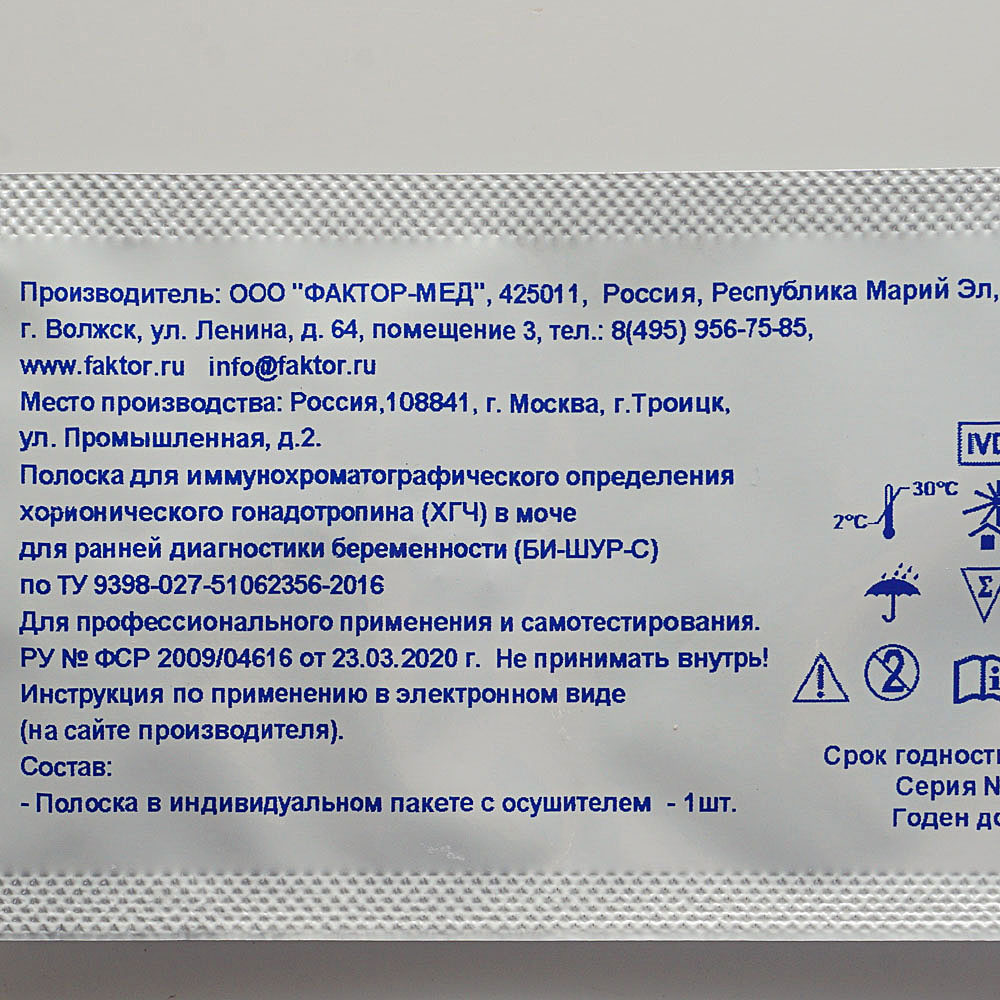 Производитель: ООО "ФАКТОР-МЕД", 425011, Россия, Республика Марий Эл,
г. Волжск, ул. Ленина, д. 64, помещение 3, тел.: 8(495) 956-75-85,
www.faktor.ru info@faktor.ru
Место производства: Россия,108841, г. Москва, г.Троицк,
ул. Промышленная, д.2.
Полоска для иммунохроматографического определения
хорионического гонадотропина (ХГЧ) в моче
для ранней диагностики беременности (БИ-ШУР-С)
по ТУ 9398-027-51062356-2016
Для профессионального применения и самотестирования.
РУ № ФСР 2009/04616 от 23.03.2020 г. Не принимать внутрь!
Инструкция по применению в электронном виде
(на сайте производителя).
Состав:
- Полоска в индивидуальном пакете с осушителем - 1шт.
30°C
2°C
Σ
2
Срок
Серия
Годен